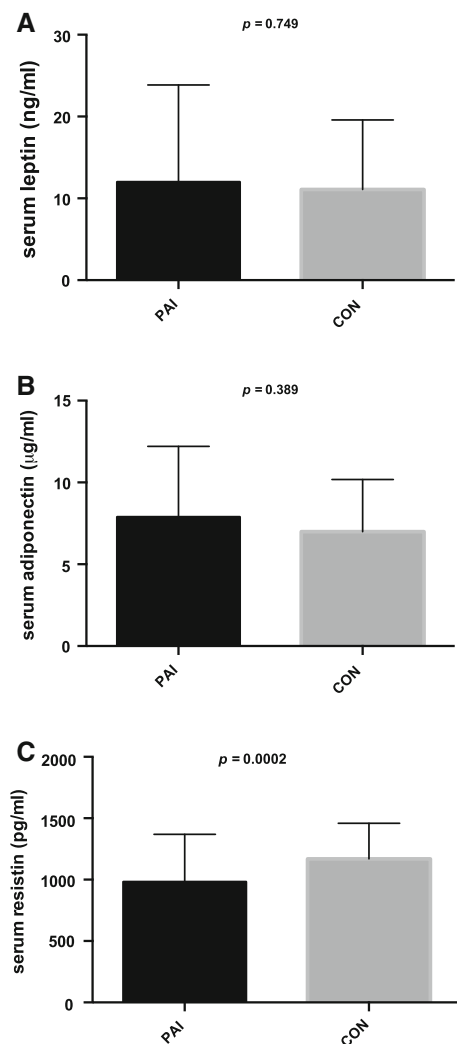 A
p = 0.749
serum leptin (ng/ml)
30
20
10
0
PAI
CON
B
p = 0.389
serum adiponectin (μg/ml)
15
10
5
0
PAI
CON
C
p = 0.0002
serum resistin (pg/ml)
2000
1500
1000
500
0
PAI
CON